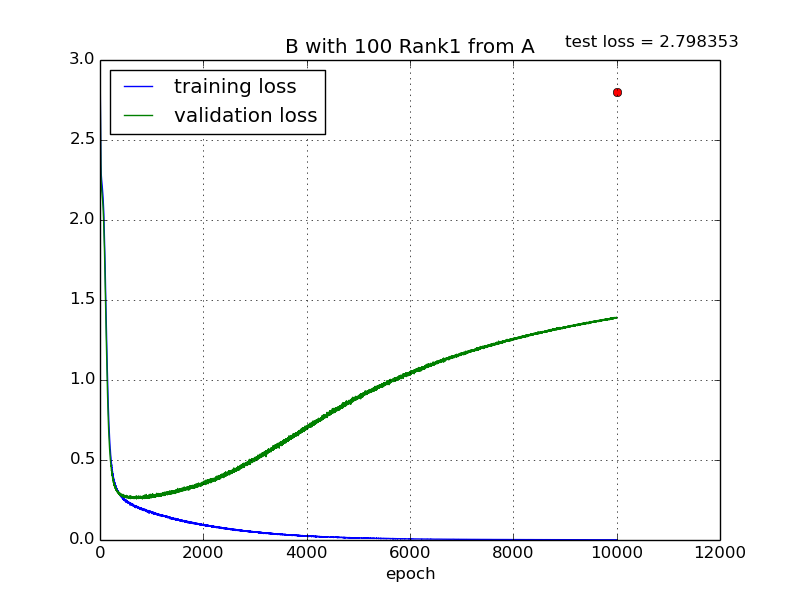 B with 100 Rank1 from A
test loss = 2.798353
training loss
validation loss
3.0
2.5
2.0
1.5
1.0
0.5
0.0
0 2000 4000 6000 8000 10000 12000
epoch